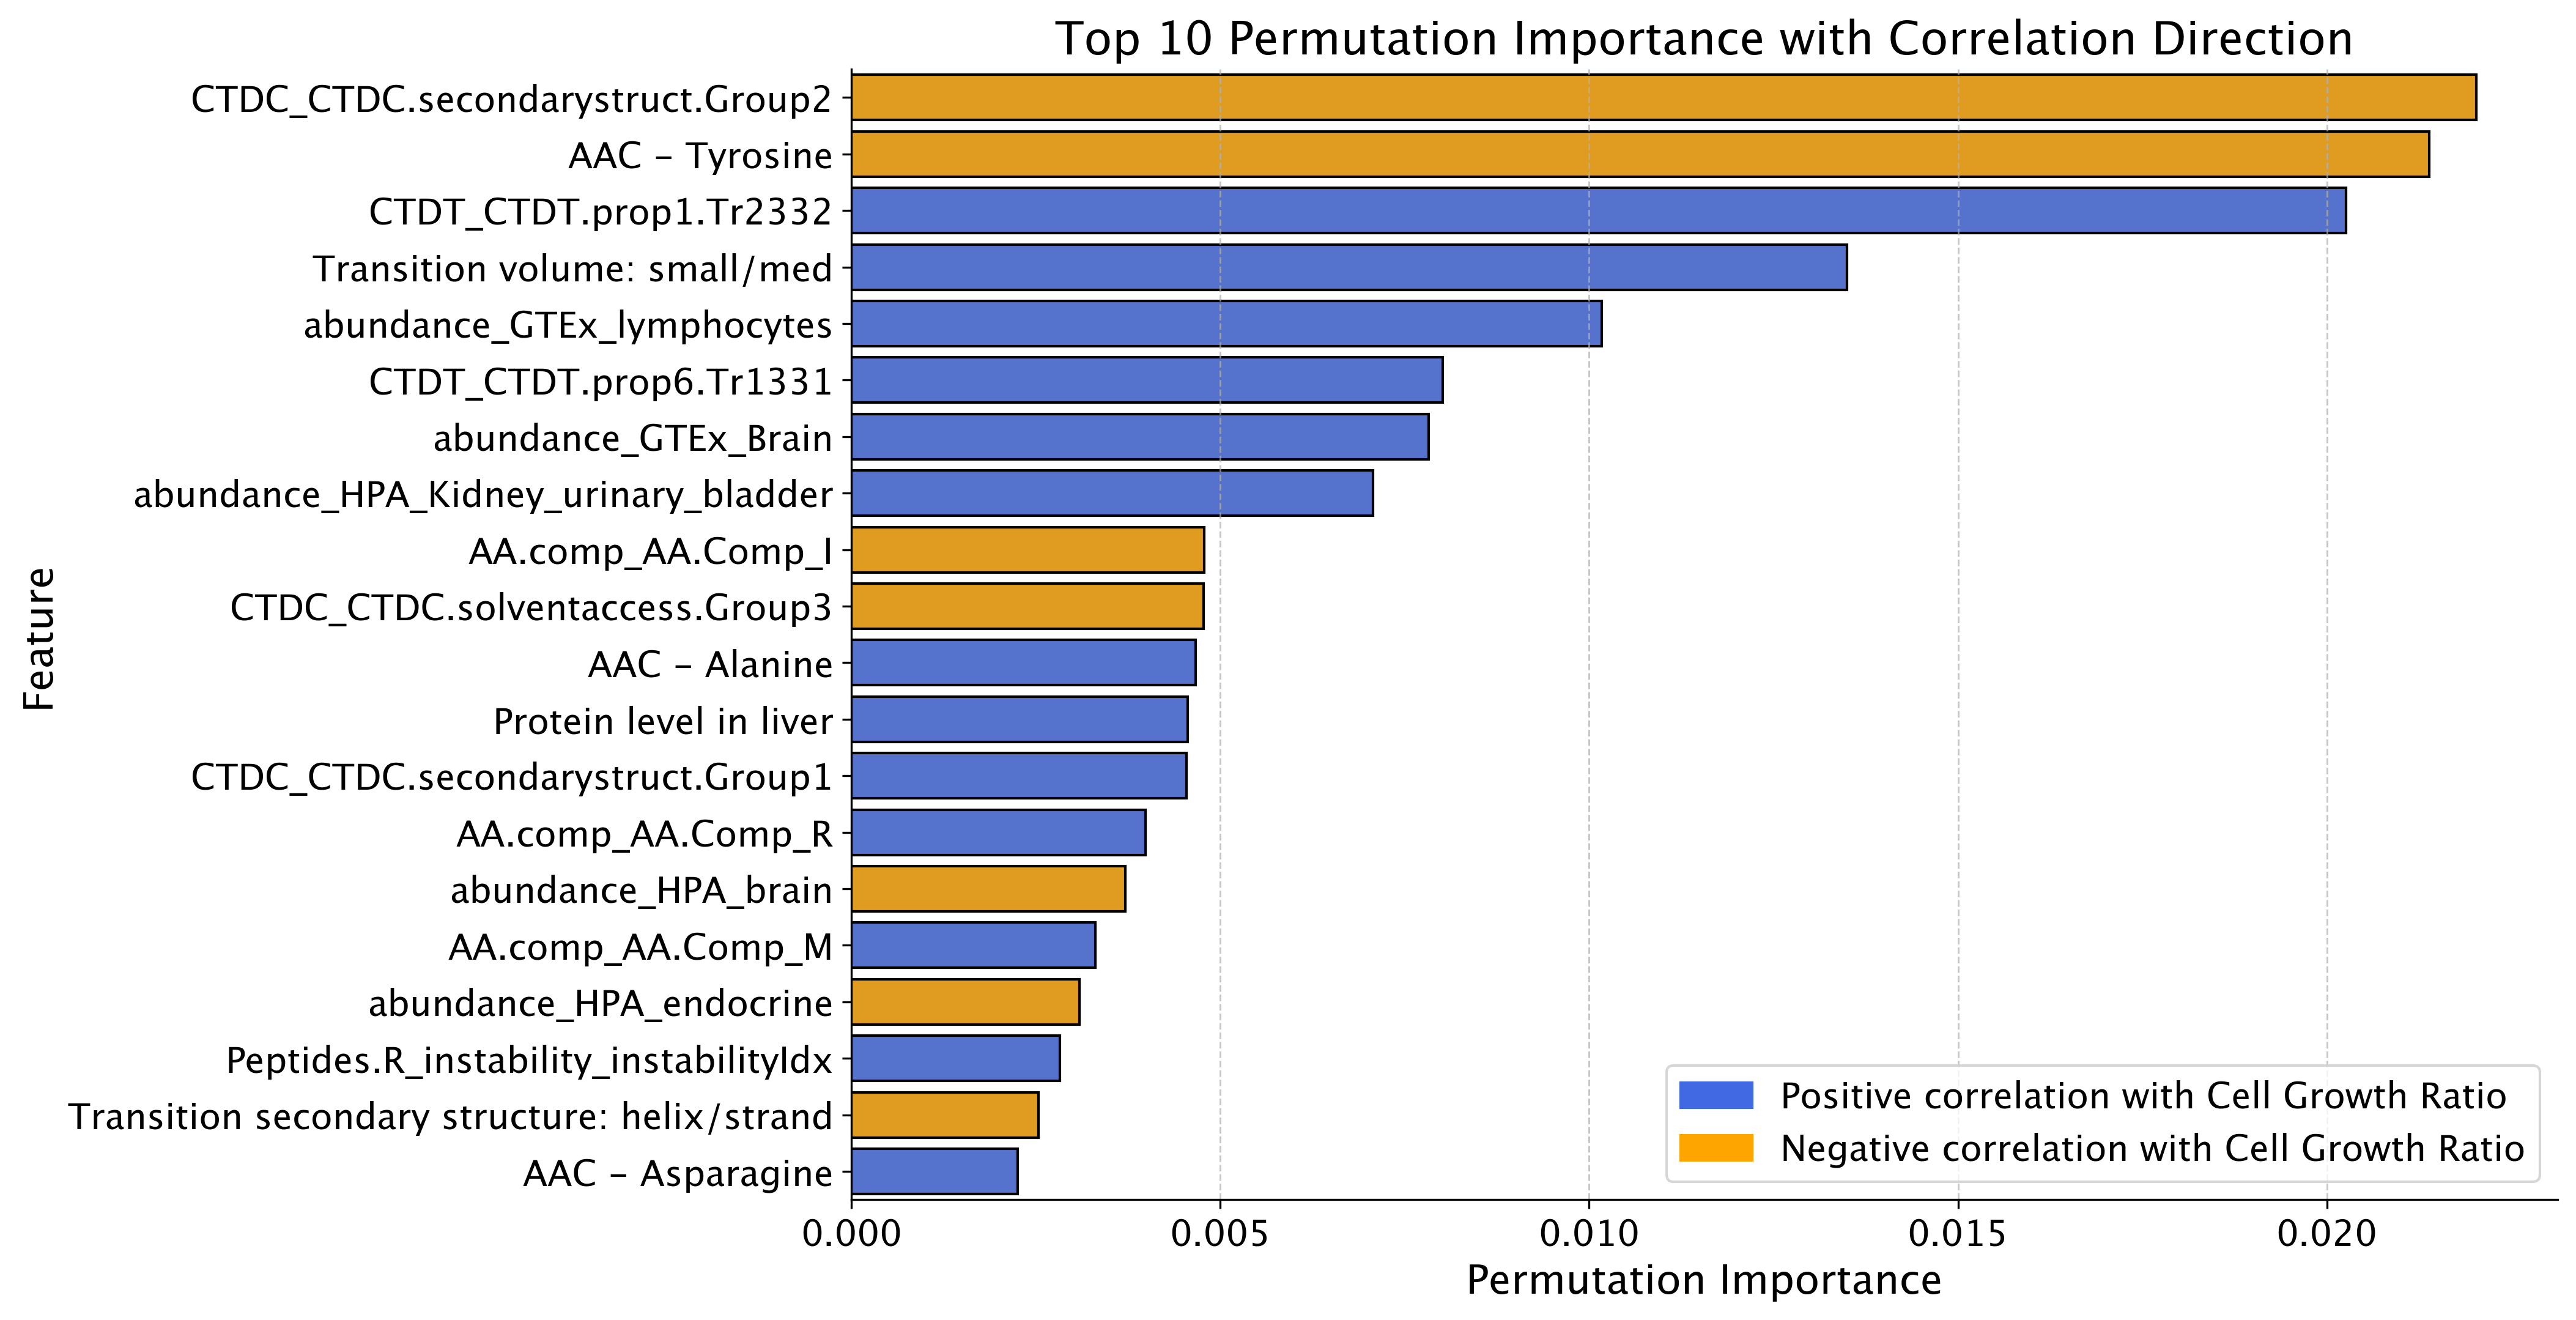 Top 10 Permutation Importance with Correlation Direction
CTDC_CTDC.secondarystruct.Group2
AAC – Tyrosine
CTDT_CTDT.prop1.Tr2332
Transition volume: small/med
abundance_GTEx_lymphocytes
CTDT_CTDT.prop6.Tr1331
abundance_GTEx_Brain
abundance_HPA_Kidney_urinary_bladder
AA.comp_AA.Comp_I
CTDC_CTDC.solventaccess.Group3
AAC – Alanine
Protein level in liver
CTDC_CTDC.secondarystruct.Group1
AA.comp_AA.Comp_R
abundance_HPA_brain
AA.comp_AA.Comp_M
abundance_HPA_endocrine
Peptides.R_instability_instabilityIdx
Transition secondary structure: helix/strand
AAC – Asparagine
Feature
Positive correlation with Cell Growth Ratio
Negative correlation with Cell Growth Ratio
0.000 0.005 0.010 0.015 0.020
Permutation Importance